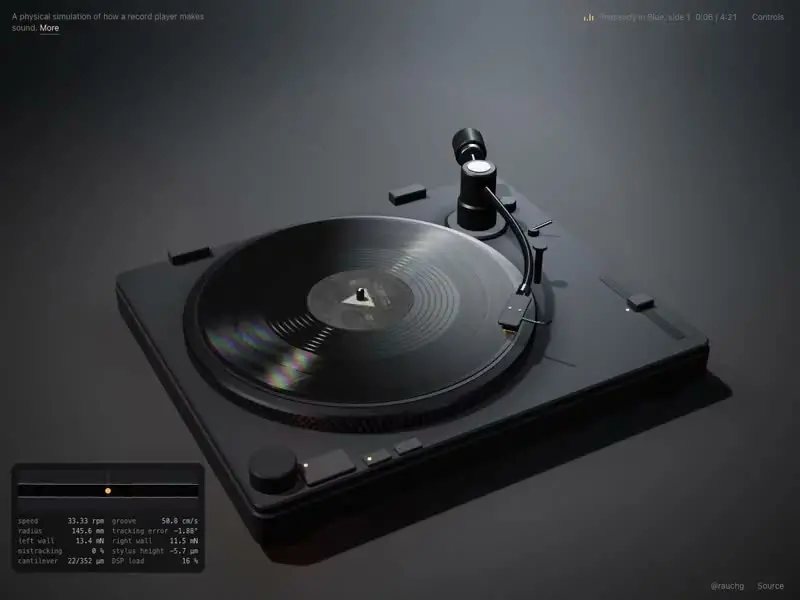 A physical simulation of how a record player makes
sound. More
Rhapsody in Blue, side 1 0:06 | 4:21
Controls
speed 33.33 rpm groove 50.8 cm/s
radius 145.6 mm tracking error −1.88°
left wall 13.4 mN right wall 11.5 mN
mistracking 0 % stylus height −5.7 µm
cantilever 22/352 µm DSP load 16 %
@rauchg Source